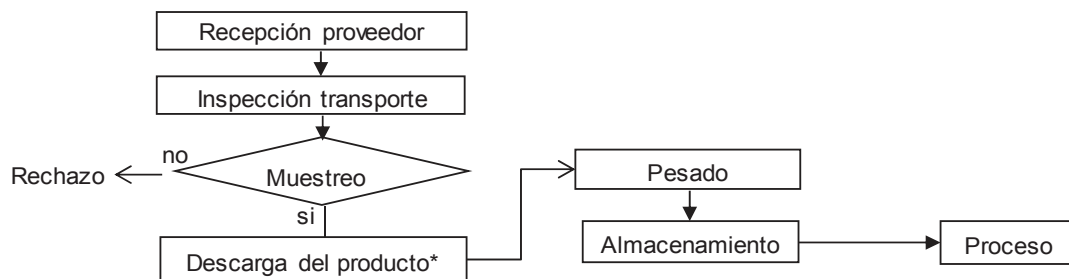 Recepción proveedor
Inspección transporte
no
Rechazo
Muestreo
si
Descarga del producto*
Pesado
Almacenamiento
Proceso